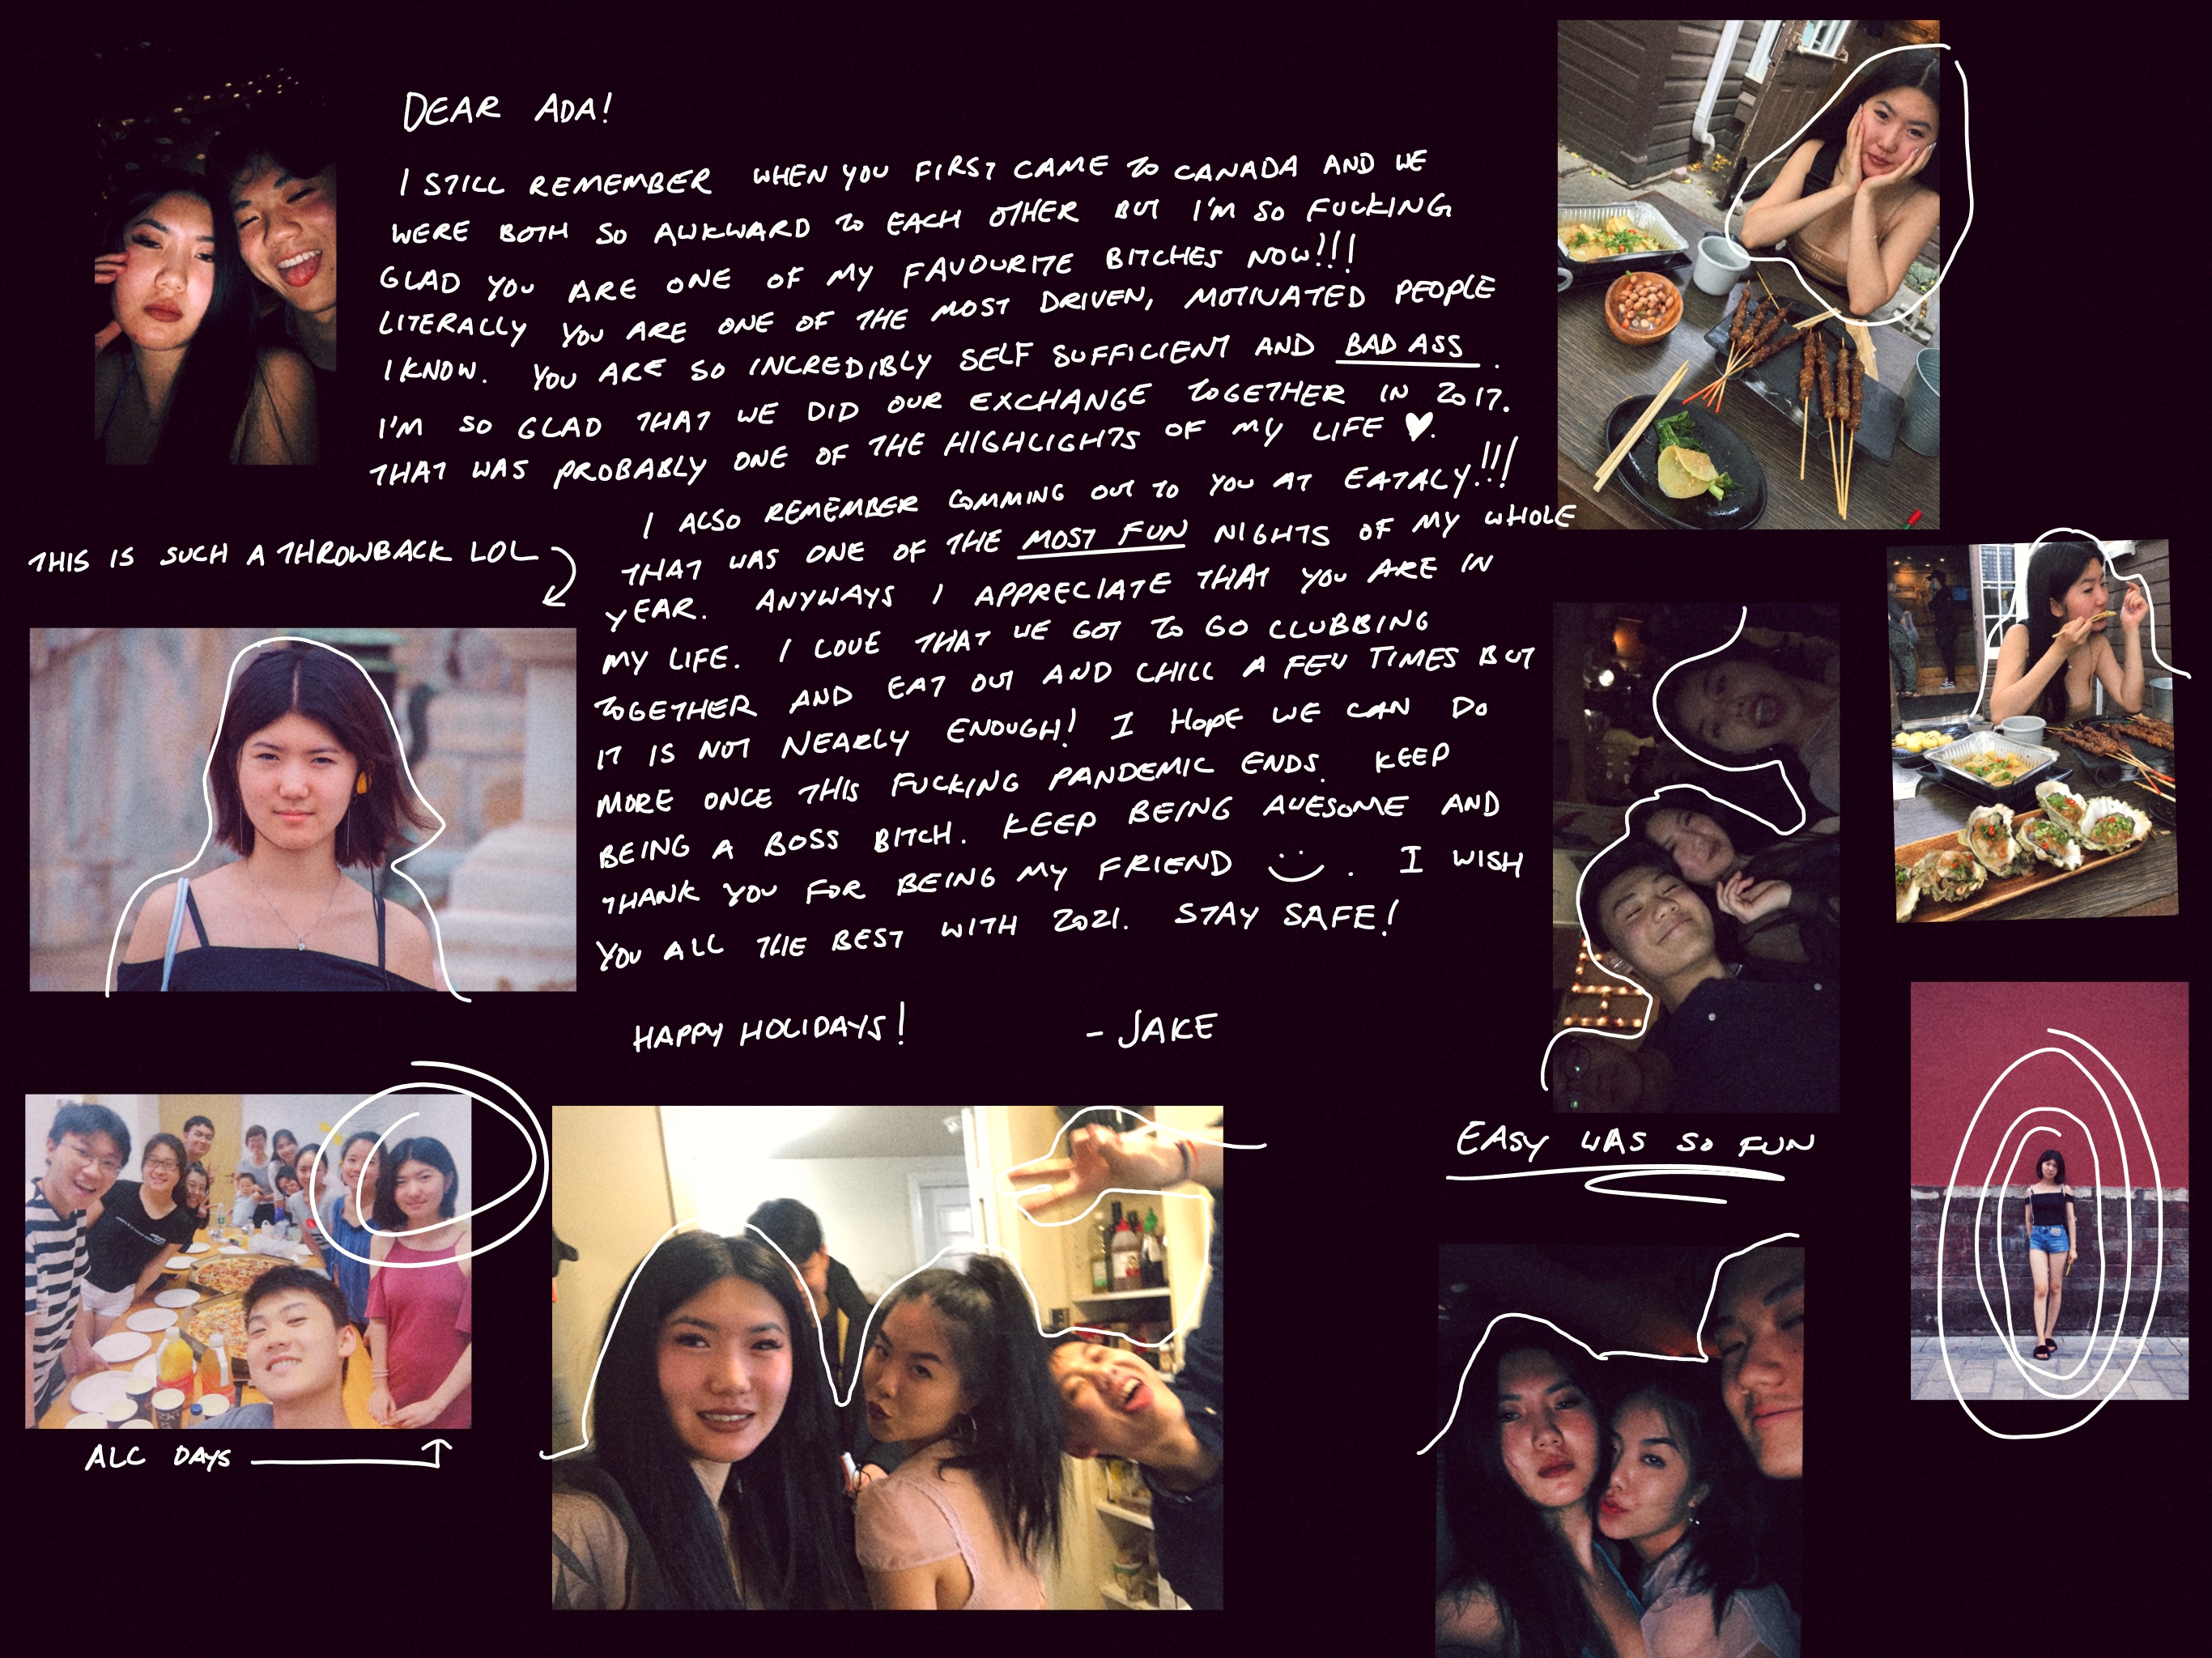 DEAR ADA!
I STILL REMEMBER WHEN YOU FIRST CAME TO CANADA AND WE
WERE BOTH SO AWKWARD TO EACH OTHER BUT I'M SO FUCKING
GLAD YOU ARE ONE OF MY FAVOURITE BITCHES NOW!!!
LITERALLY YOU ARE ONE OF THE MOST DRIVEN, MOTIVATED PEOPLE
I KNOW. YOU ARE SO INCREDIBLY SELF SUFFICIENT AND BAD ASS.
I'M SO GLAD THAT WE DID OUR EXCHANGE TOGETHER IN 2017.
THAT WAS PROBABLY ONE OF THE HIGHLIGHTS OF MY LIFE ♥.
I ALSO REMEMBER COMMING OUT TO YOU AT EATALY!!!
THAT WAS ONE OF THE MOST FUN NIGHTS OF MY WHOLE
YEAR. ANYWAYS I APPRECIATE THAT YOU ARE IN
MY LIFE. I LOVE THAT WE GOT TO GO CLUBBING
TOGETHER AND EAT OUT AND CHILL A FEW TIMES BUT
IT IS NOT NEARLY ENOUGH! I HOPE WE CAN DO
MORE ONCE THIS FUCKING PANDEMIC ENDS. KEEP
BEING A BOSS BITCH. KEEP BEING AWESOME AND
THANK YOU FOR BEING MY FRIEND :). I WISH
YOU ALL THE BEST WITH 2021. STAY SAFE!
HAPPY HOLIDAYS!
- JAKE
THIS IS SUCH A THROWBACK LOL
ALC DAYS
EASY WAS SO FUN